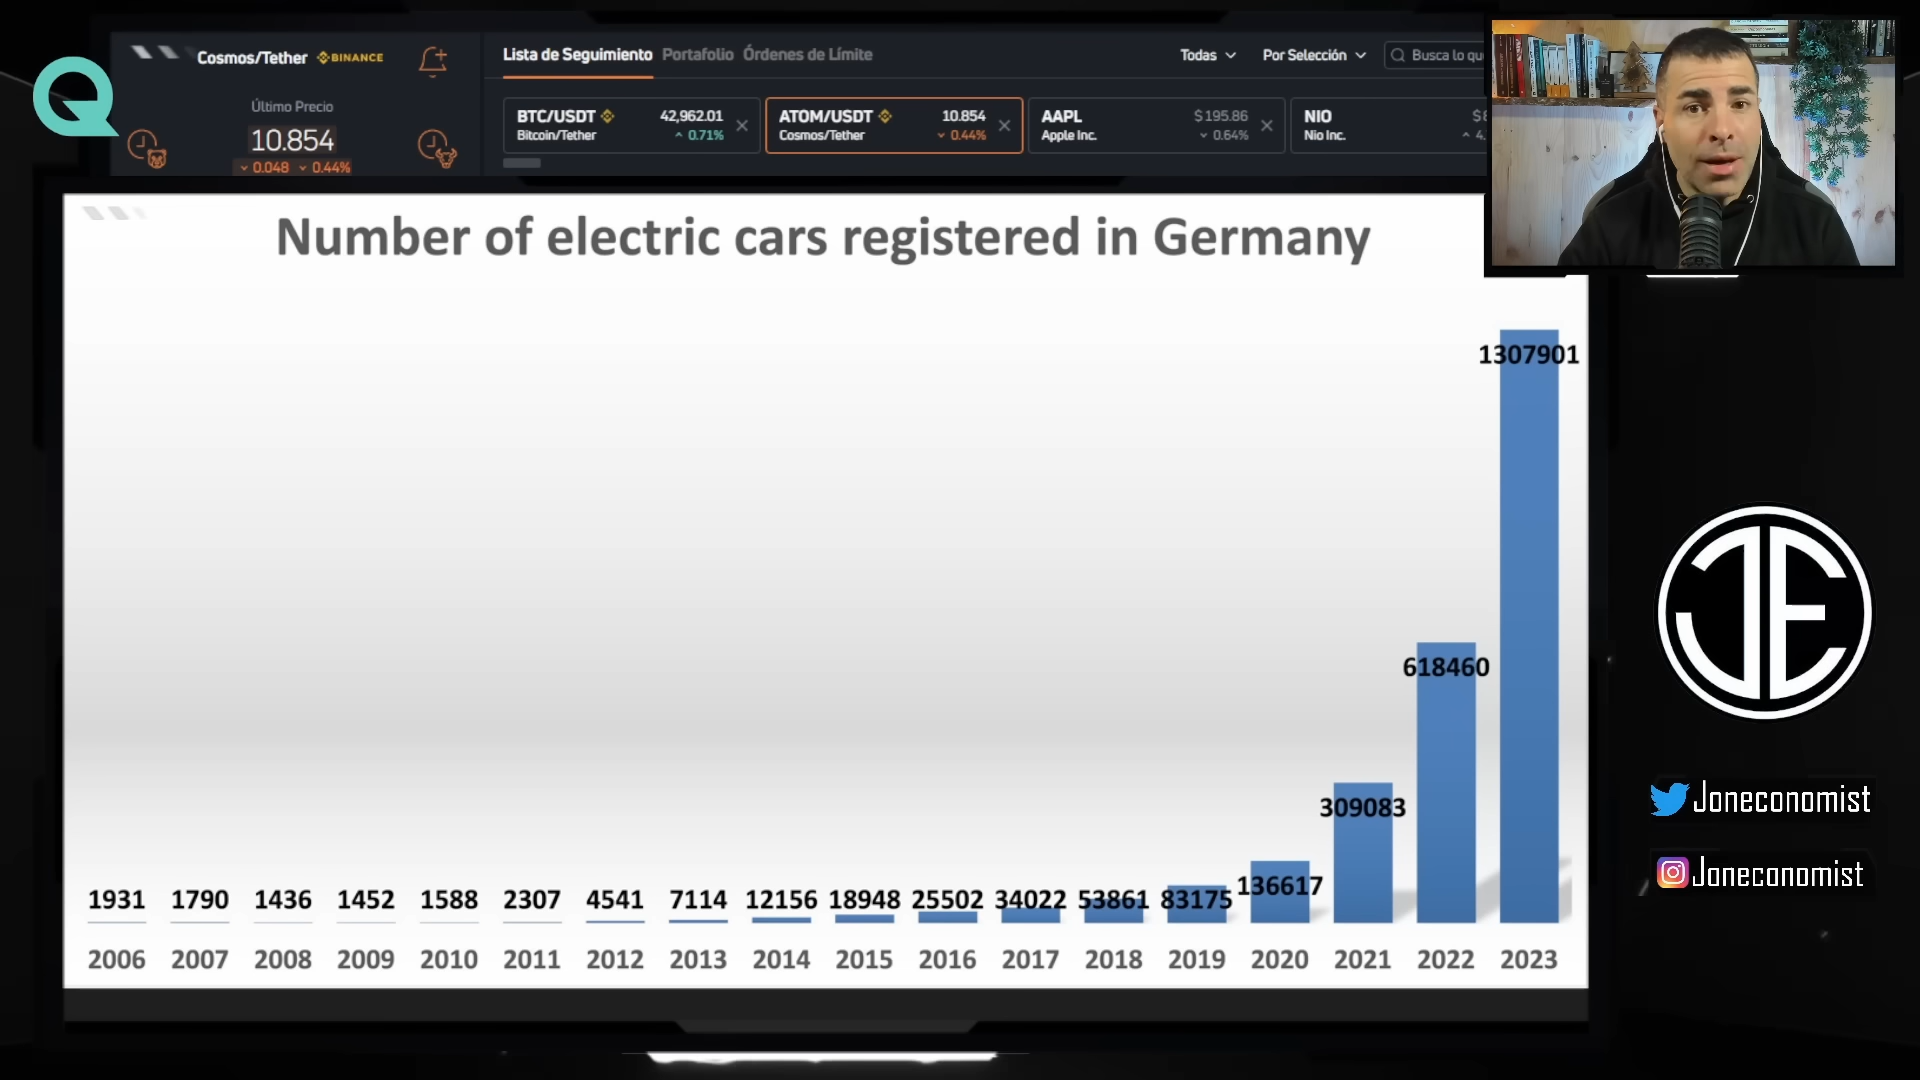 Cosmos/Tether BINANCE
Último Precio
10.854
0.048 0.44%
Lista de Seguimiento Portafolio Órdenes de Límite
Todas Por Selección
BTC/USDT 42,962.01
Bitcoin/Tether 0.71%
ATOM/USDT 10.854
Cosmos/Tether 0.44%
AAPL $195.86
Apple Inc. 0.64%
NIO
Nio Inc.
Busca lo
Number of electric cars registered in Germany
1931 1790 1436 1452 1588 2307 4541 7114 12156 18948 25502 34022 53861 83175 136617 309083 618460 1307901
2006 2007 2008 2009 2010 2011 2012 2013 2014 2015 2016 2017 2018 2019 2020 2021 2022 2023
JE
Joneconomist
Joneconomist